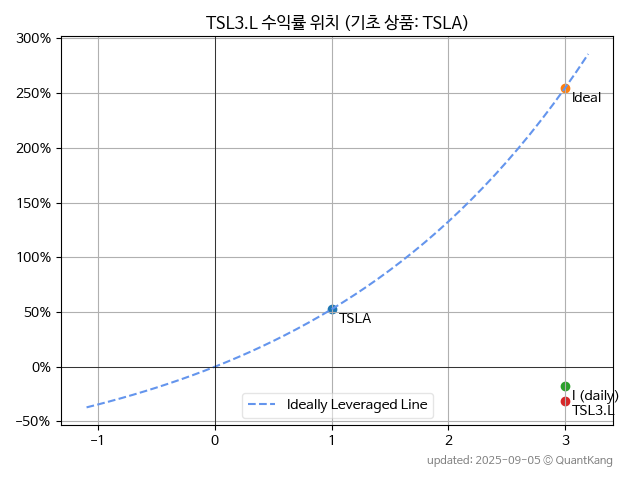 TSL3.L 수익률 위치 (기초 상품: TSLA)
300%
250%
200%
150%
100%
50%
0%
−50%
Ideal
TSLA
I (daily)
TSL3.L
Ideally Leveraged Line
−1
0
1
2
3
updated: 2025-09-05 © QuantKang